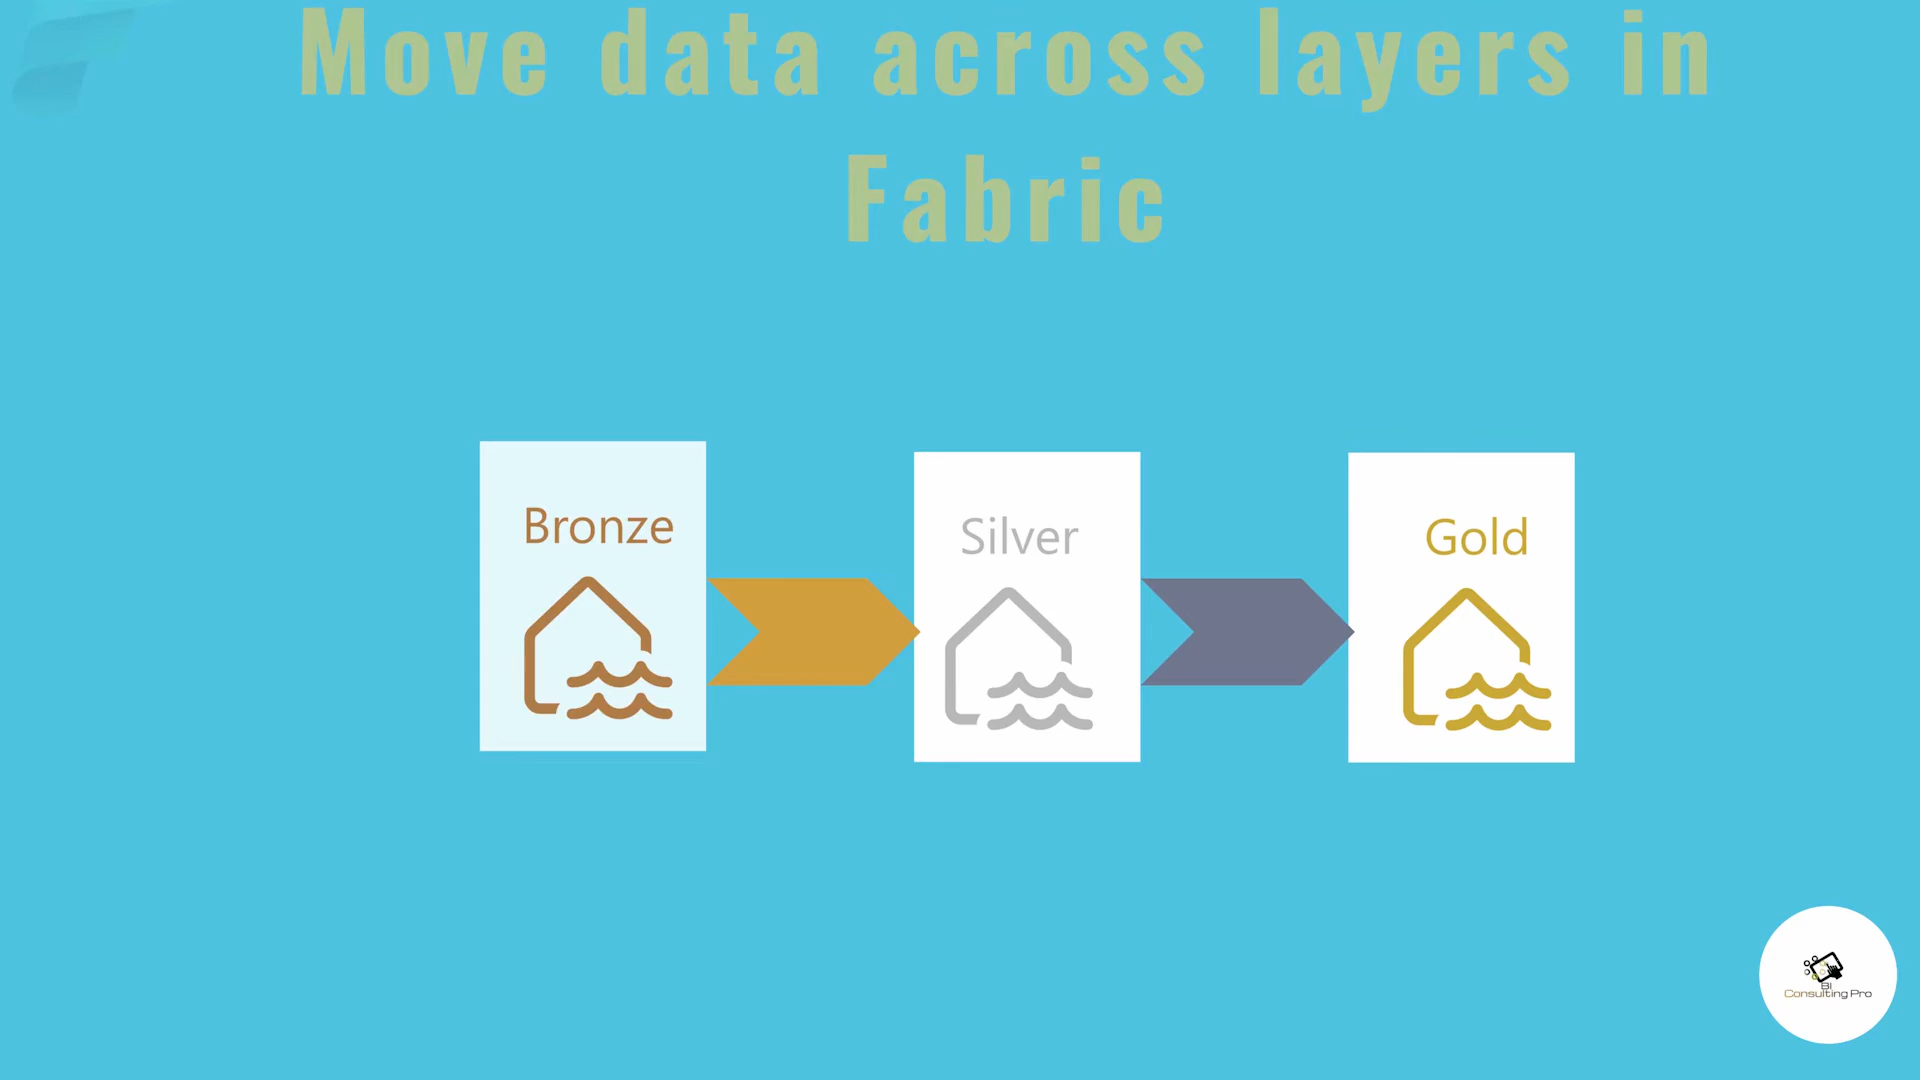 Move data across layers in
Fabric
Bronze
Silver
Gold
BI
Consulting Pro